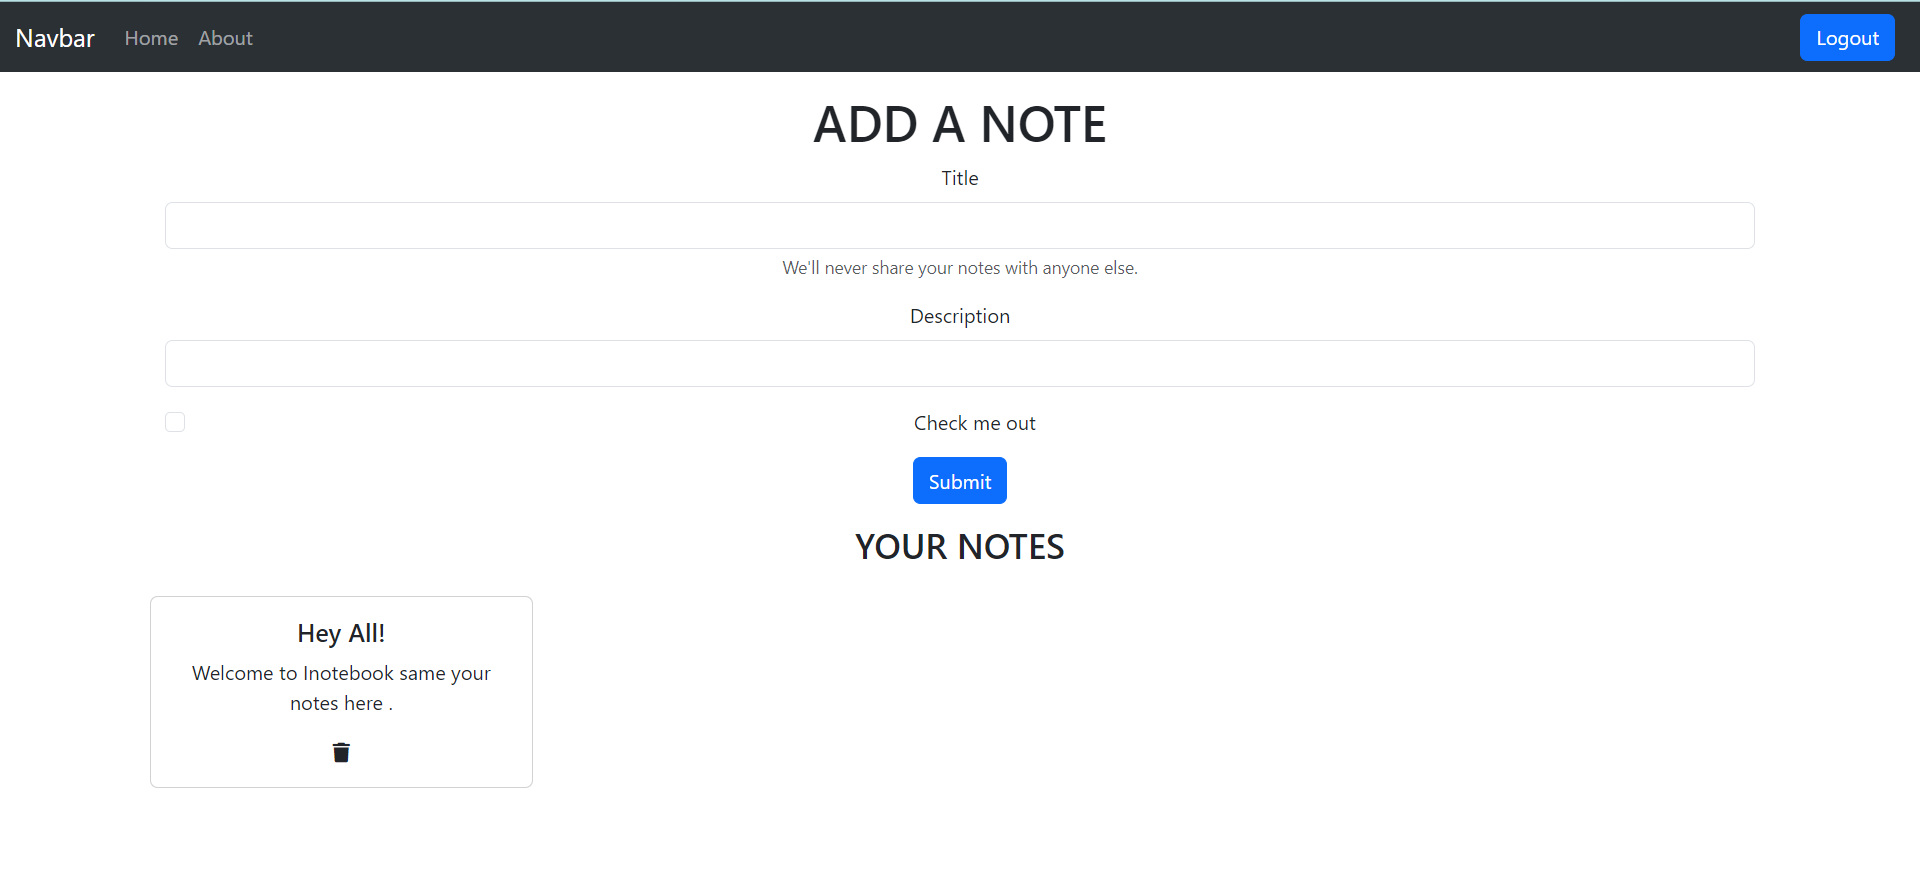 Navbar Home About Logout
ADD A NOTE
Title
We'll never share your notes with anyone else.
Description
Check me out
Submit
YOUR NOTES
Hey All!
Welcome to Inotebook same your
notes here .